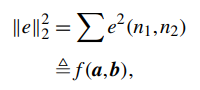 ‖e‖₂² = ∑ e²(n₁,n₂)
≜ f(a,b),